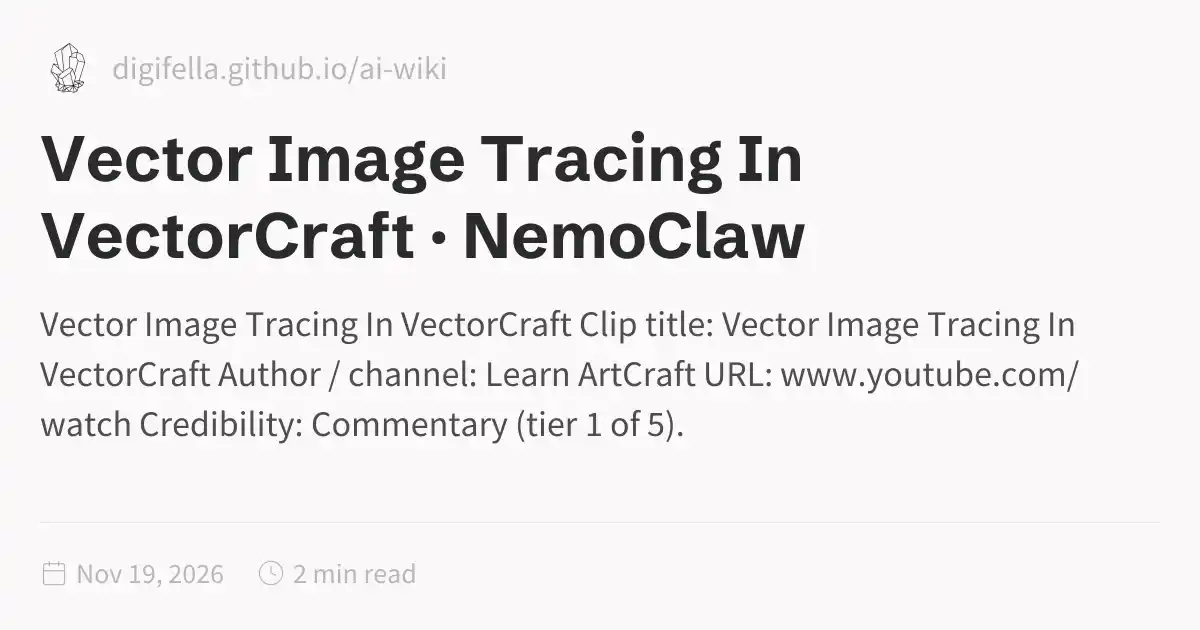 digifella.github.io/ai-wiki
Vector Image Tracing In
VectorCraft • NemoClaw
Vector Image Tracing In VectorCraft Clip title: Vector Image Tracing In
VectorCraft Author / channel: Learn ArtCraft URL: www.youtube.com/
watch Credibility: Commentary (tier 1 of 5).
Nov 19, 2026 2 min read